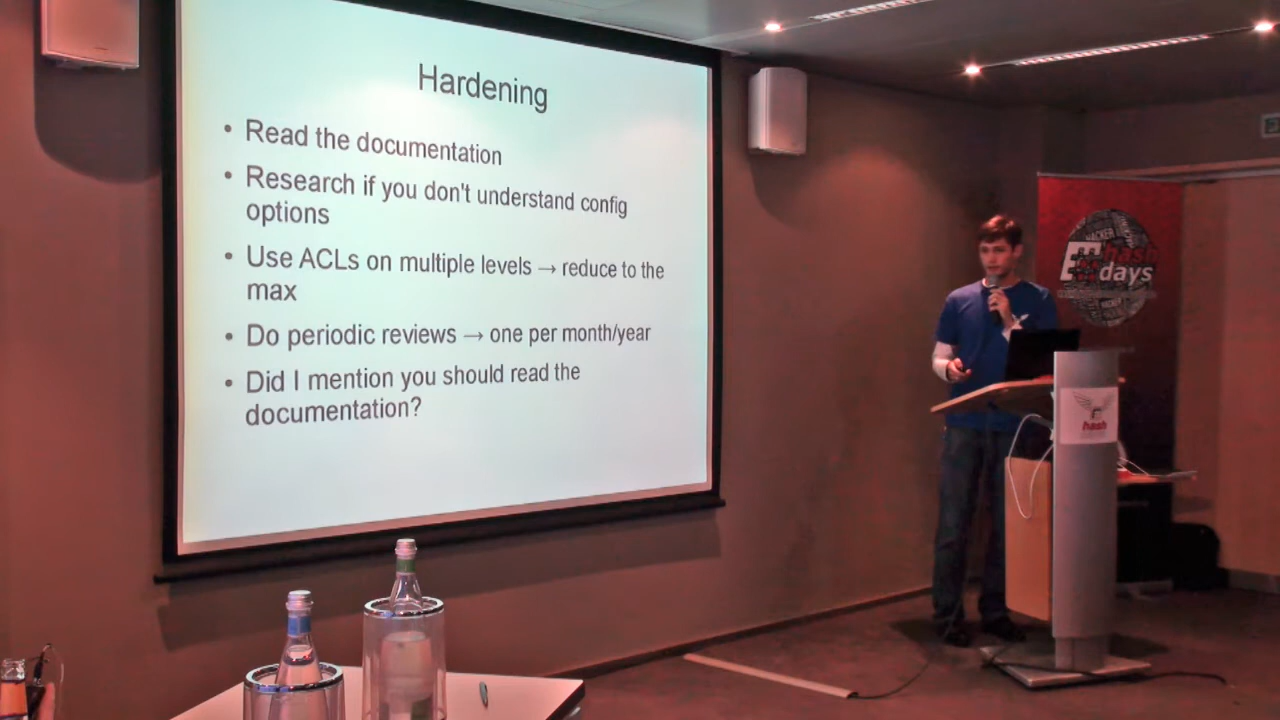 Hardening
• Read the documentation
• Research if you don't understand config
options
• Use ACLs on multiple levels → reduce to the
max
• Do periodic reviews → one per month/year
• Did I mention you should read the
documentation?
HACKER
hash
days
hash